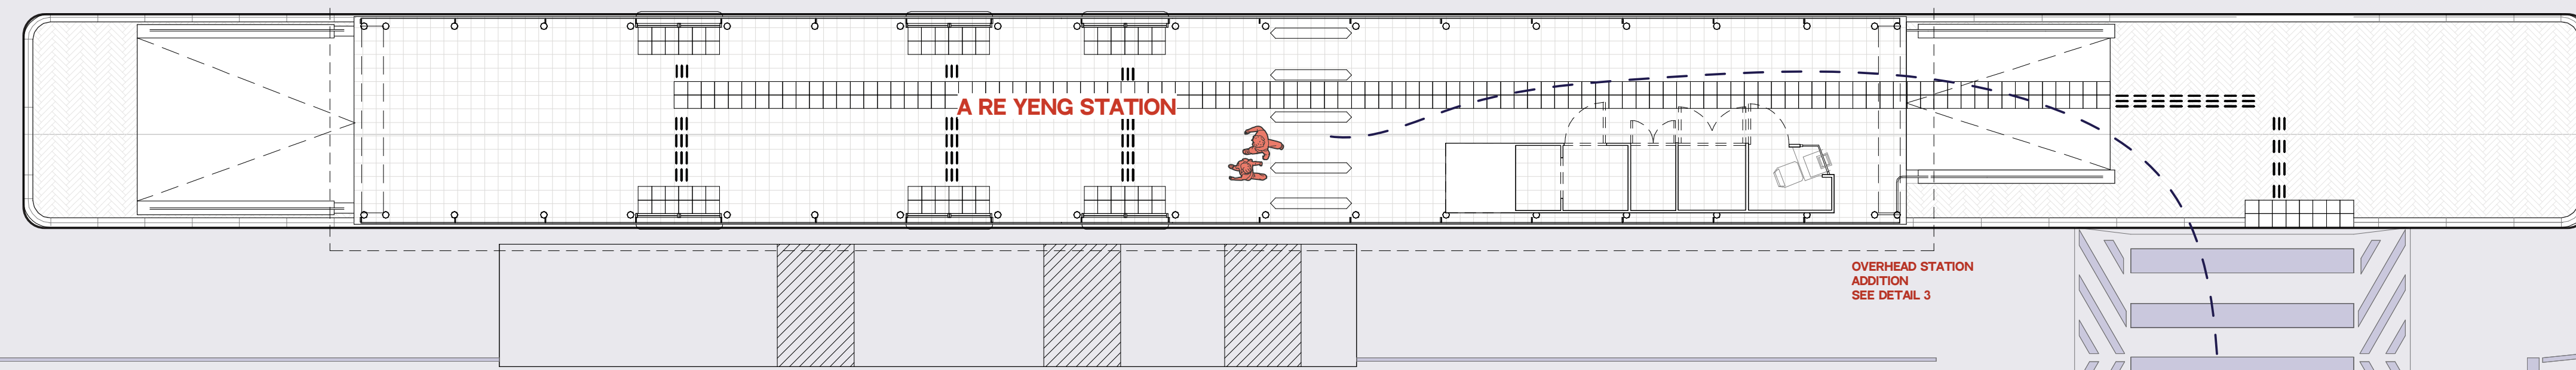 A RE YENG STATION
OVERHEAD STATION
ADDITION
SEE DETAIL 3